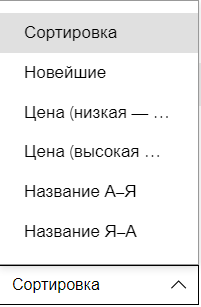 Сортировка
Новейшие
Цена (низкая — …
Цена (высокая …
Название А–Я
Название Я–А
Сортировка